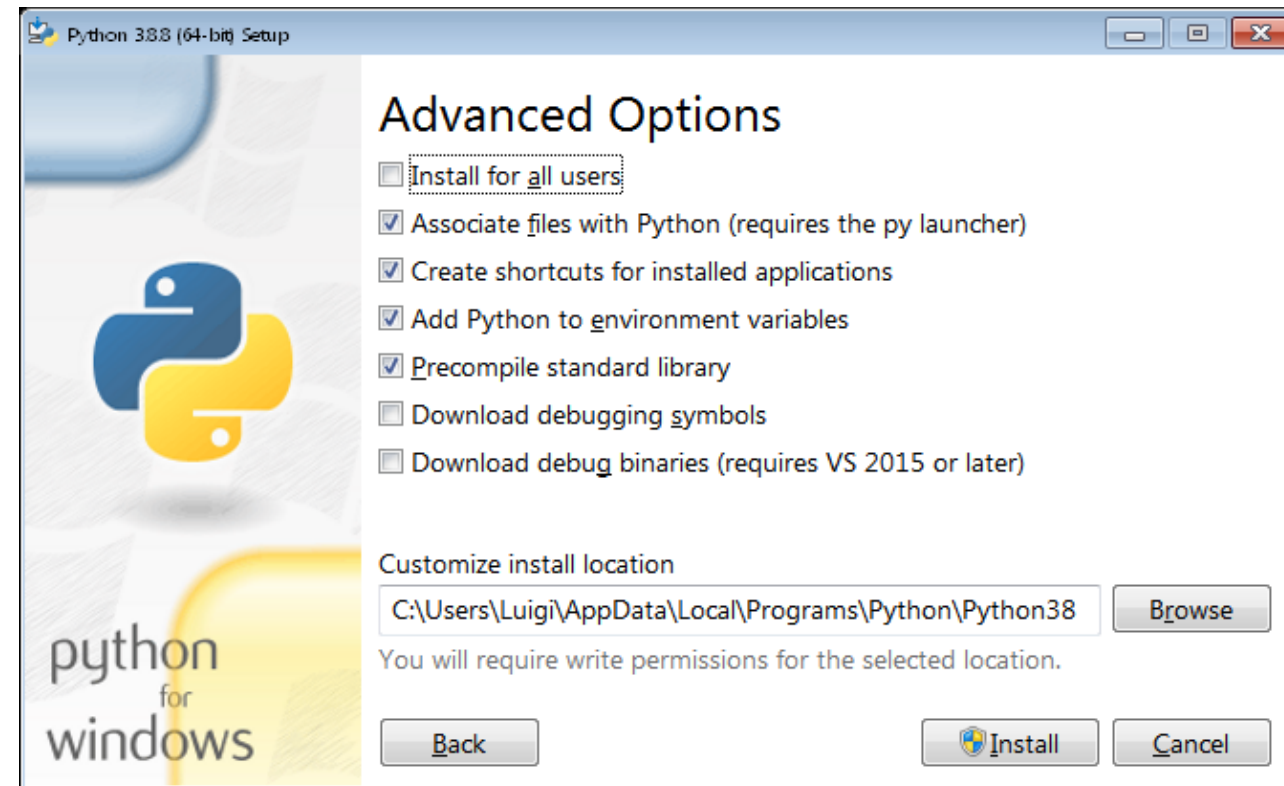 Python 3.8.8 (64-bit) Setup
Advanced Options
Install for all users
Associate files with Python (requires the py launcher)
Create shortcuts for installed applications
Add Python to environment variables
Precompile standard library
Download debugging symbols
Download debug binaries (requires VS 2015 or later)
Customize install location
C:\Users\Luigi\AppData\Local\Programs\Python\Python38
Browse
You will require write permissions for the selected location.
python
for
windows
Back
Install
Cancel